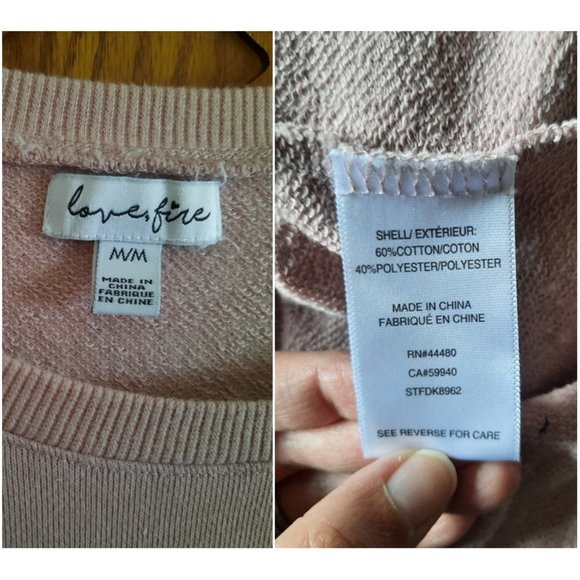 love, fire
M/M
MADE IN
CHINA
FABRIQUE
EN CHINE
SHELL/ EXTÉRIEUR:
60%COTTON/COTON
40%POLYESTER/POLYESTER
MADE IN CHINA
FABRIQUÉ EN CHINE
RN#44480
CA#59940
STFDK8962
SEE REVERSE FOR CARE